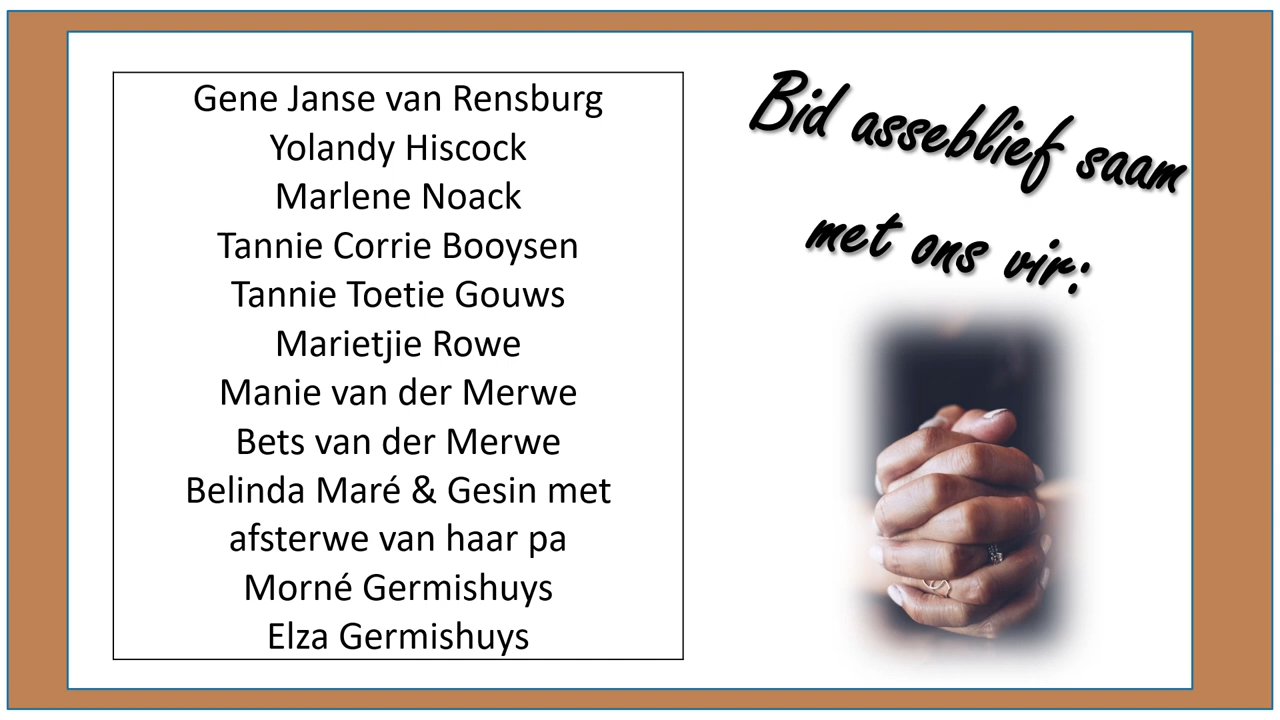 Gene Janse van Rensburg
Yolandy Hiscock
Marlene Noack
Tannie Corrie Booysen
Tannie Toetie Gouws
Marietjie Rowe
Manie van der Merwe
Bets van der Merwe
Belinda Maré & Gesin met
afsterwe van haar pa
Morné Germishuys
Elza Germishuys
Bid asseblief saam
met ons vir: